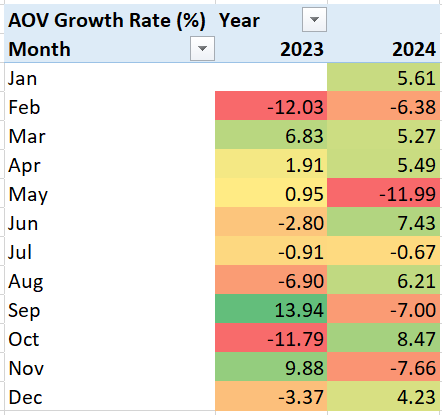 AOV Growth Rate (%) Year
Month 2023 2024
Jan 5.61
Feb -12.03 -6.38
Mar 6.83 5.27
Apr 1.91 5.49
May 0.95 -11.99
Jun -2.80 7.43
Jul -0.91 -0.67
Aug -6.90 6.21
Sep 13.94 -7.00
Oct -11.79 8.47
Nov 9.88 -7.66
Dec -3.37 4.23